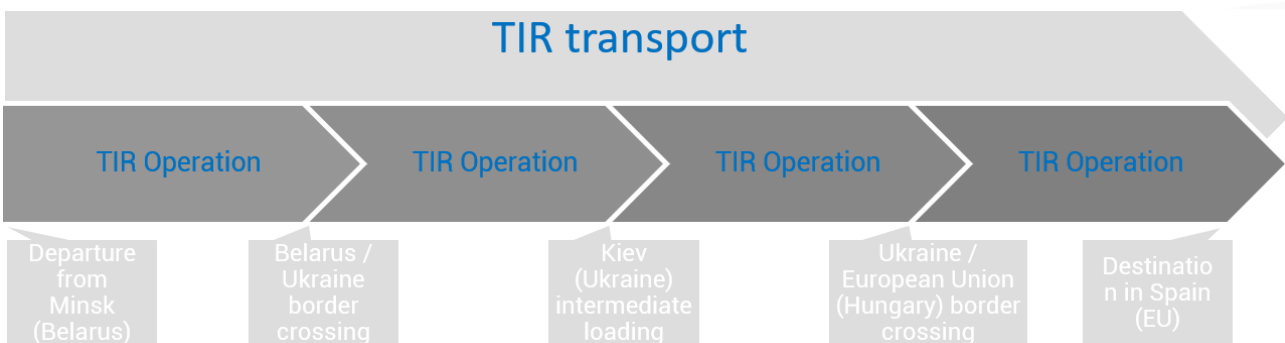 TIR transport
TIR Operation
TIR Operation
TIR Operation
TIR Operation
Departure
from
Minsk
(Belarus)
Belarus /
Ukraine
border
crossing
Kiev
(Ukraine)
intermediate
loading
Ukraine /
European Union
(Hungary) border
crossing
Destinatio
n in Spain
(EU)